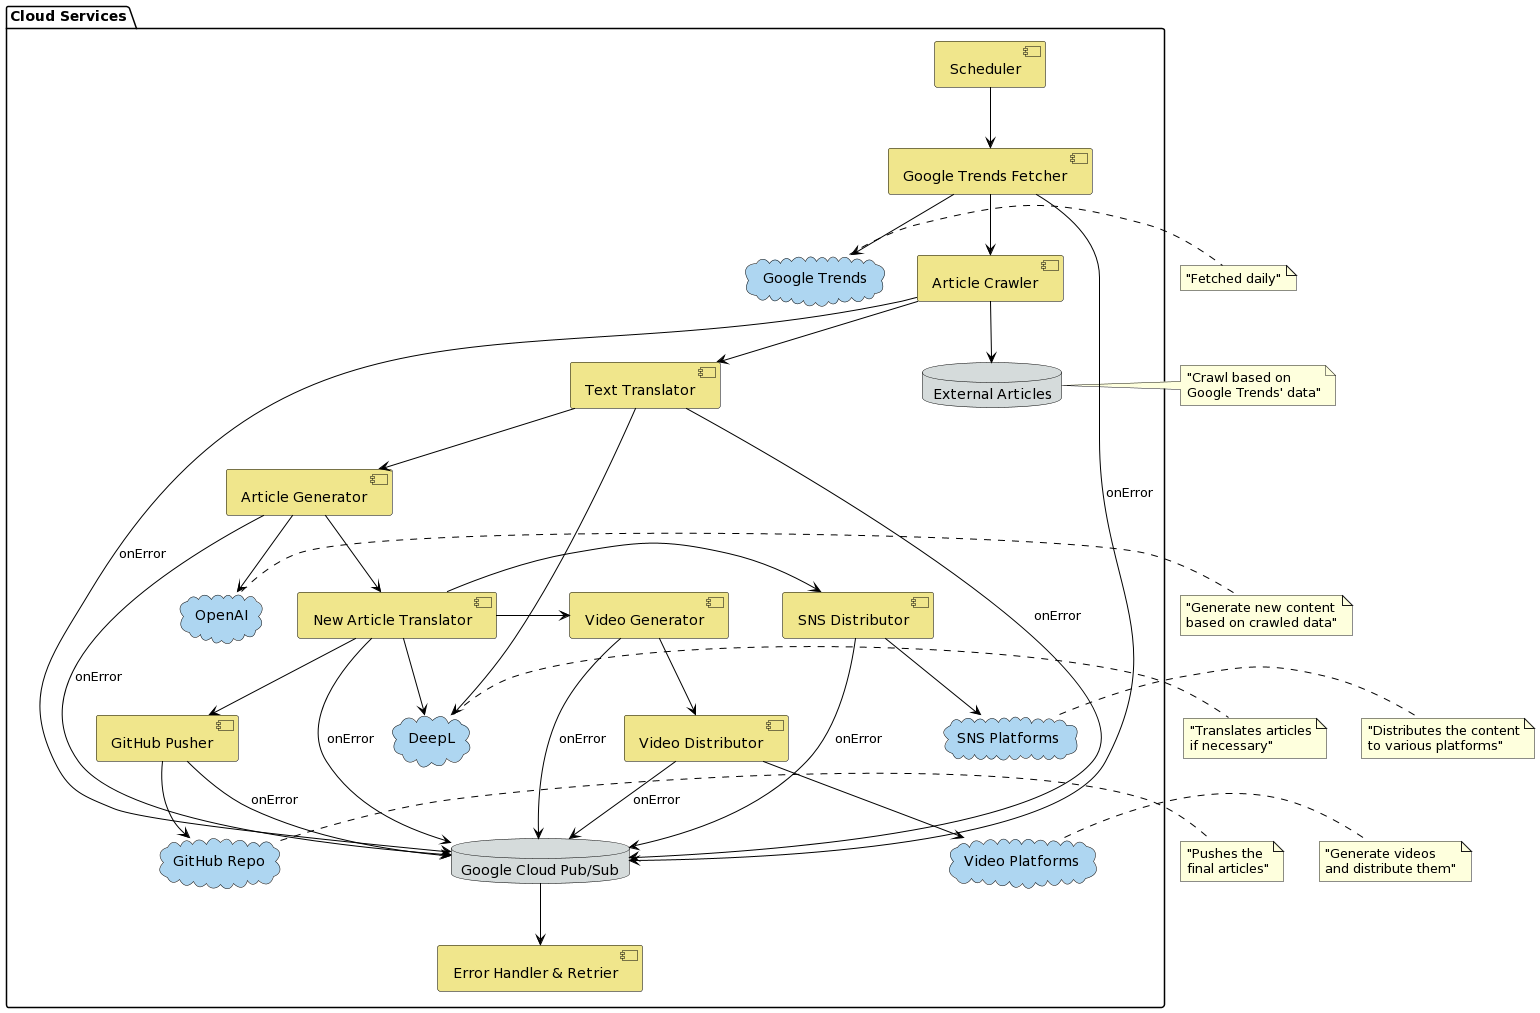 Cloud Services
Scheduler
Google Trends Fetcher
Google Trends
Article Crawler
"Fetched daily"
Text Translator
External Articles
"Crawl based on
Google Trends' data"
Article Generator
onError
onError
OpenAI
New Article Translator
Video Generator
SNS Distributor
onError
"Generate new content
based on crawled data"
onError
GitHub Pusher
onError
DeepL
onError
Video Distributor
onError
SNS Platforms
"Translates articles
if necessary"
"Distributes the content
to various platforms"
onError
onError
GitHub Repo
Google Cloud Pub/Sub
Video Platforms
"Pushes the
final articles"
"Generate videos
and distribute them"
Error Handler & Retrier